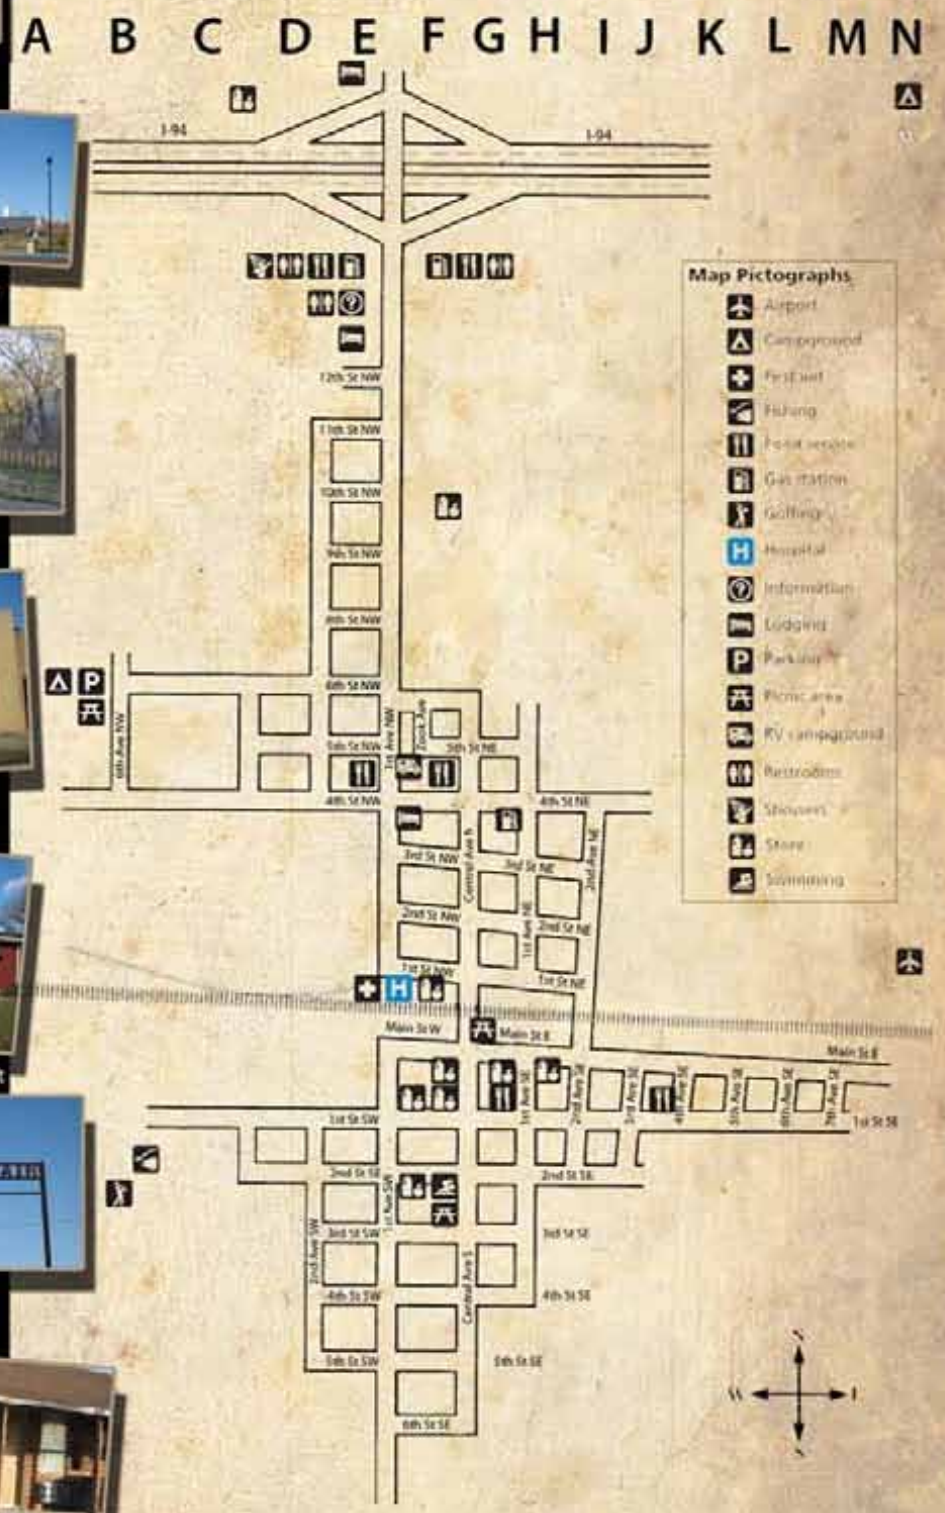 A B C D E F G H I J K L M N
I-94 I-94
Map Pictographs
Airport
Campground
First aid
Fishing
Food service
Gas station
Golfing
H Hospital
? Information
Lodging
P Parking
Picnic area
RV campground
Restrooms
Showers
Store
Swimming
?
12th St NW
11th St NW
10th St NW
9th St NW
8th St NW
6th St NW
P
6th Ave NW
1st Ave NW
Zook Ave
5th St NW
5th St NE
4th St NW
4th St NE
3rd St NW
Central Ave N
3rd St NE
2nd Ave NE
2nd St NW
1st Ave NE
2nd St NE
1st St NW
1st St NE
H
Main St W
Main St E
Main St E
1st Ave SE
2nd Ave SE
3rd Ave SE
4th Ave SE
5th Ave SE
6th Ave SE
7th Ave SE
1st St SW
1st St SE
2nd St SE
2nd St SE
1st Ave SW
2nd Ave SW
3rd St SW
3rd St SE
Central Ave S
4th St SW
4th St SE
5th St SW
5th St SE
6th St SE